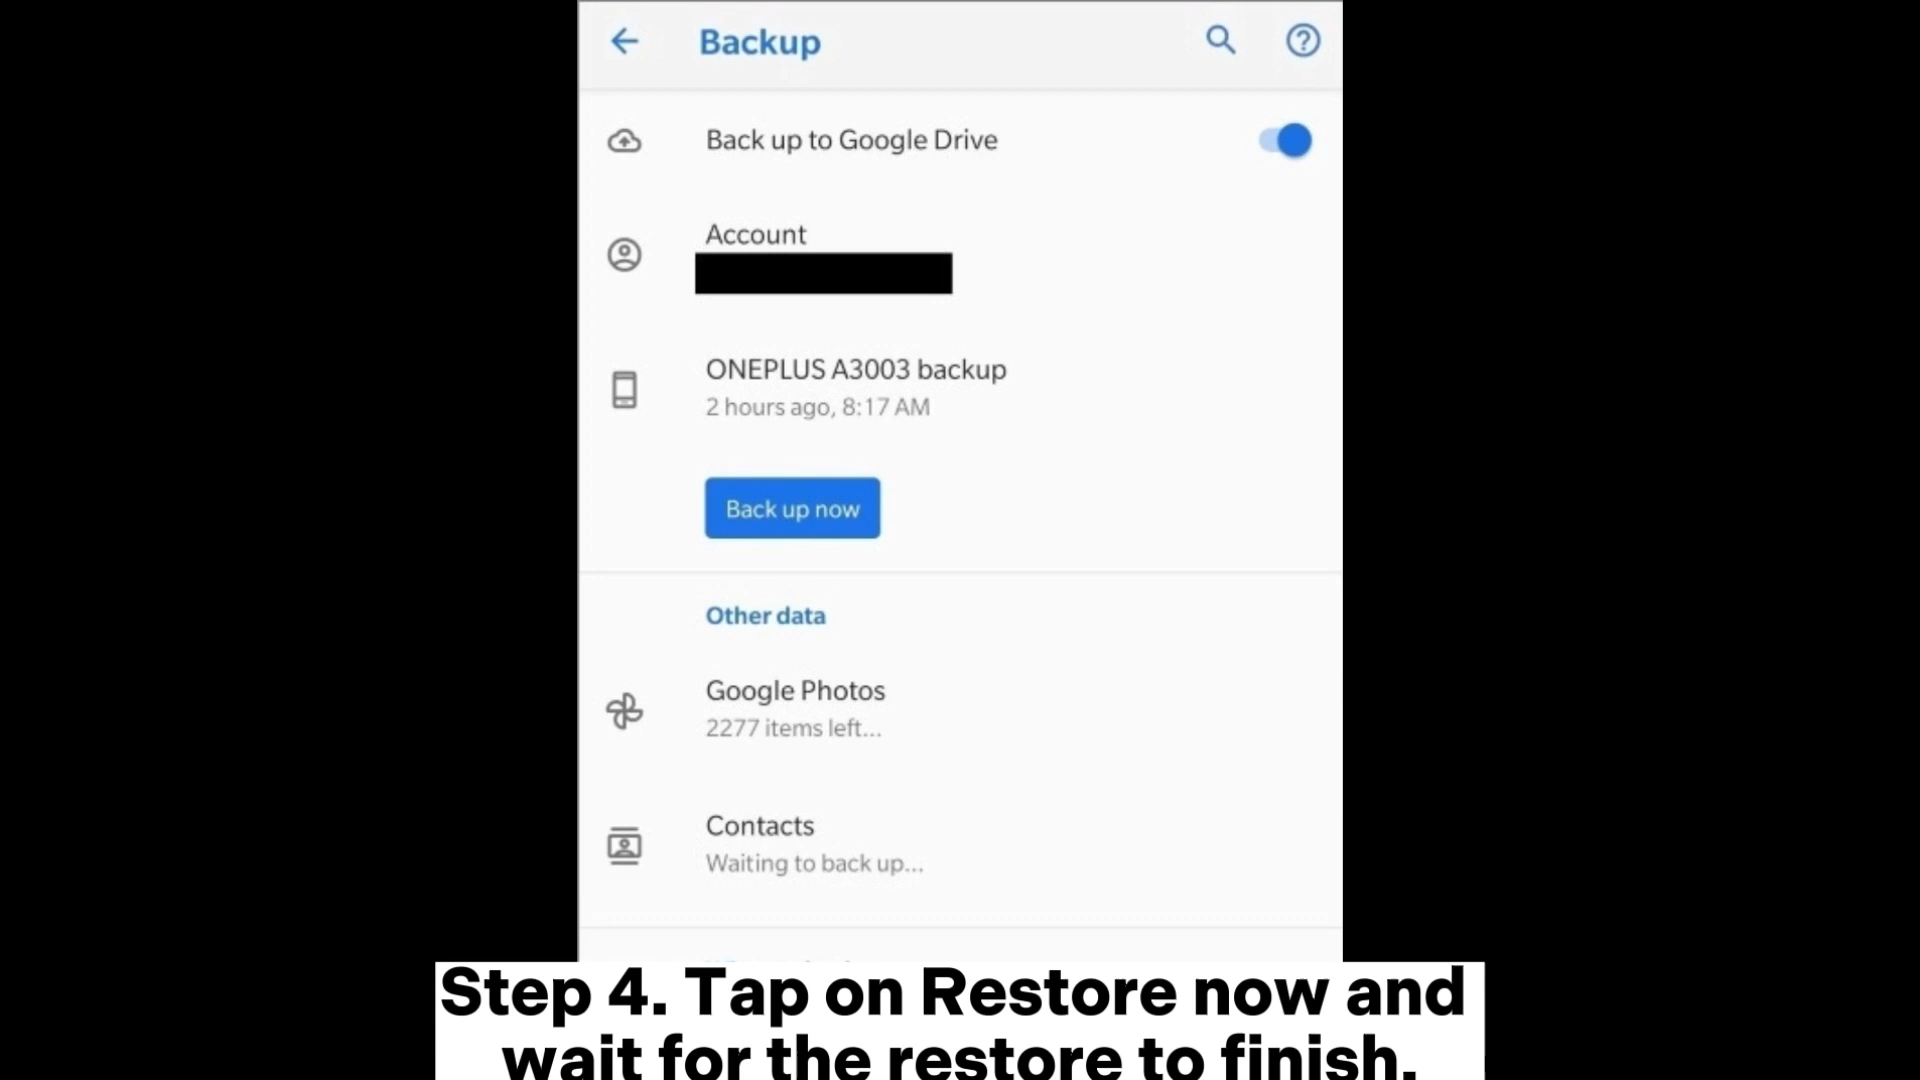 Backup
Back up to Google Drive
Account
ONEPLUS A3003 backup
2 hours ago, 8:17 AM
Back up now
Other data
Google Photos
2277 items left...
Contacts
Waiting to back up...
Step 4. Tap on Restore now and
wait for the restore to finish.